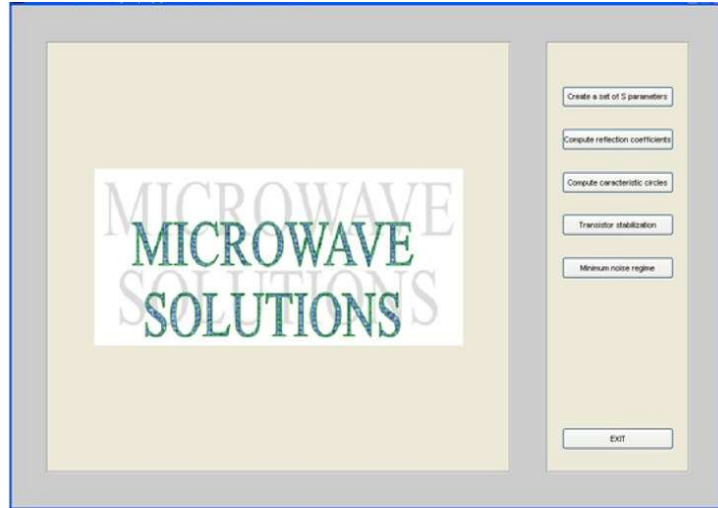 MICROWAVE
SOLUTIONS
Create a set of S parameters
Compute reflection coefficients
Compute caracteristic circles
Transistor stabilization
Minimum noise regime
EXIT